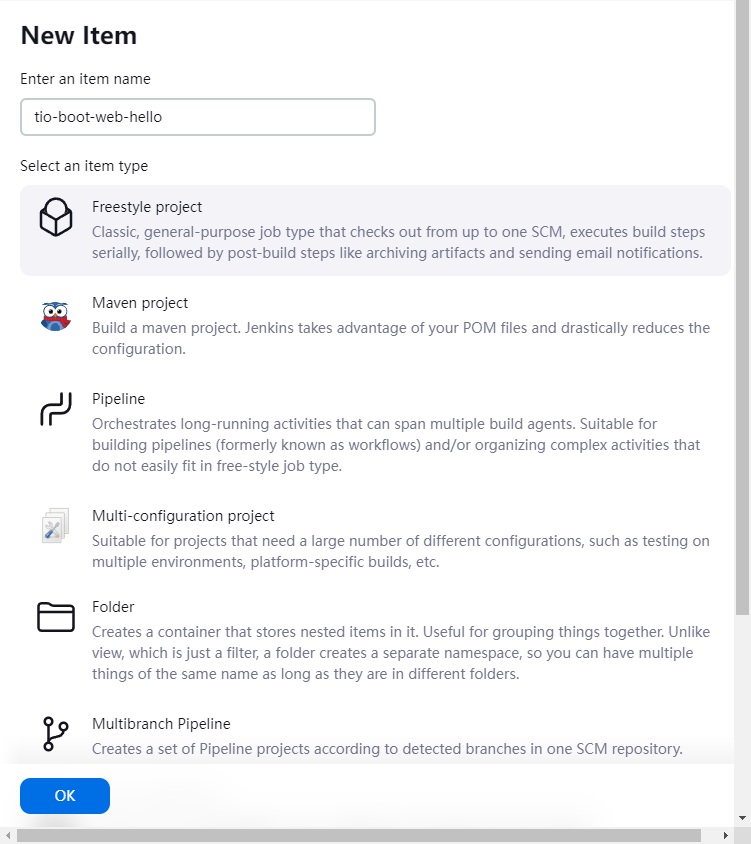 New Item
Enter an item name
tio-boot-web-hello
Select an item type
Freestyle project
Classic, general-purpose job type that checks out from up to one SCM, executes build steps
serially, followed by post-build steps like archiving artifacts and sending email notifications.
Maven project
Build a maven project. Jenkins takes advantage of your POM files and drastically reduces the
configuration.
Pipeline
Orchestrates long-running activities that can span multiple build agents. Suitable for
building pipelines (formerly known as workflows) and/or organizing complex activities that
do not easily fit in free-style job type.
Multi-configuration project
Suitable for projects that need a large number of different configurations, such as testing on
multiple environments, platform-specific builds, etc.
Folder
Creates a container that stores nested items in it. Useful for grouping things together. Unlike
view, which is just a filter, a folder creates a separate namespace, so you can have multiple
things of the same name as long as they are in different folders.
Multibranch Pipeline
Creates a set of Pipeline projects according to detected branches in one SCM repository.
OK